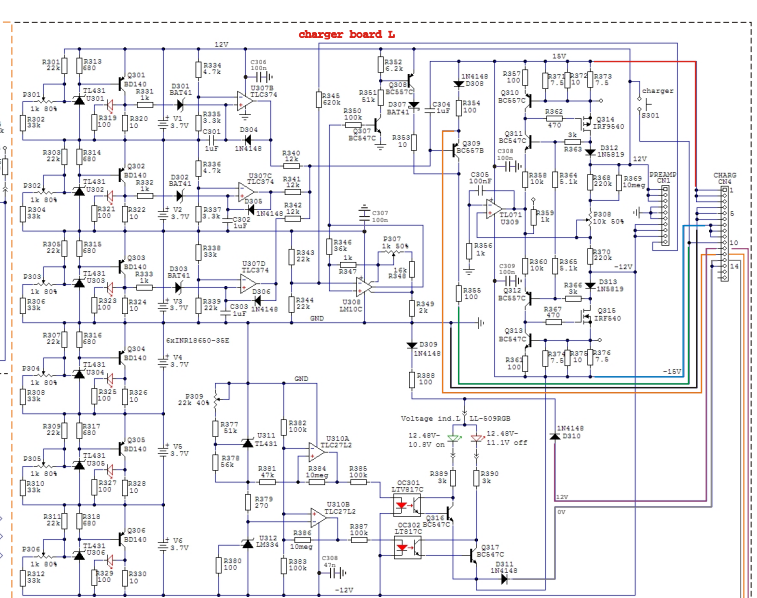 charger board L
12V
R301
22k
R313
680
Q301
BD140
TL431
U301
P301
1k 80%
R302
33k
R319
100
R320
10
R331
1k
D301
BAT41
V1
3.7V
R334
4.7k
C306
100n
U307B
TLC374
R335
3.3k
C301
1uF
D304
1N4148
R303
22k
R314
680
Q302
BD140
TL431
U302
P302
1k 80%
R304
33k
R321
100
R322
10
R332
1k
D302
BAT41
V2
3.7V
R336
4.7k
U307C
TLC374
R337
3.3k
D305
1N4148
C302
1uF
R340
12k
R341
12k
R342
12k
R305
22k
R315
680
Q303
BD140
TL431
U303
P303
1k 80%
R306
33k
R323
100
R324
10
R333
1k
D303
BAT41
V3
3.7V
R338
33k
U307D
TLC374
D306
1N4148
R339
22k
C303
1uF
GND
R343
22k
R344
22k
R345
620k
R346
36k
1k
R347
C307
100n
P307
1k 50%
16k
R348
U308
LM10C
R349
2k
R350
100k
R351
51k
Q307
BC547C
R352
6.2k
Q308
BC557C
D307
BAT41
R353
10
C304
1uF
1N4148
D308
R354
100
Q309
BC557B
C305
100nF
TL071
U309
R356
1k
R355
100
15V
R357
100
Q310
BC557C
R371
7.5
R372
10
R373
7.5
R362
470
Q311
BC547C
Q314
IRF9540
3k
R363
D312
1N5819
C308
100n
R358
10k
R364
5.1k
R368
220k
12V
R369
10meg
R359
1k
P308
10k 50%
R360
10k
R365
5.1k
R370
220k
C309
100n
Q312
BC557C
R366
3k
-12V
D313
1N5819
R367
470
Q315
IRF540
Q313
BC547C
R361
100
R374
7.5
R375
10
R376
7.5
-15V
charger
S301
PREAMP
CN1
CHARG
CN4
1
5
10
14
R307
22k
R316
680
Q304
BD140
TL431
U304
P304
1k 80%
R308
33k
R325
100
R326
10
6xINR18650-35E
V4
3.7V
R309
22k
R317
680
Q305
BD140
TL431
U305
P305
1k 80%
R310
33k
R327
100
R328
10
V5
3.7V
R311
22k
R318
680
Q306
BD140
TL431
U306
P306
1k 80%
R312
33k
R329
100
R330
10
V6
3.7V
GND
P309
22k 40%
R377
51k
R378
56k
U311
TL431
R379
270
U312
LM334
R380
100
R381
47k
R382
100k
R383
100k
U310A
TLC27L2
R384
10meg
R385
100k
U310B
TLC27L2
R386
10meg
R387
100k
C308
47n
-12V
D309
1N4148
R388
100
Voltage ind.L
LL-509RGB
12.48V-
10.8V on
12.48V-
11.1V off
1N4148
D310
R389
3k
R390
3k
OC301
LTV817C
Q316
BC547C
OC302
LT817C
Q317
BC547C
D311
1N4148
12V
0V